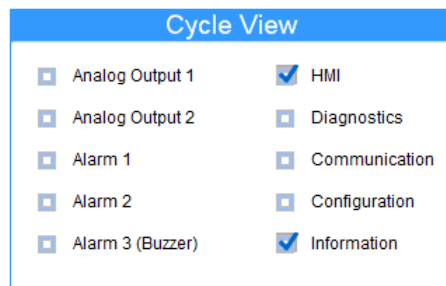 Cycle View
Analog Output 1
HMI
Analog Output 2
Diagnostics
Alarm 1
Communication
Alarm 2
Configuration
Alarm 3 (Buzzer)
Information